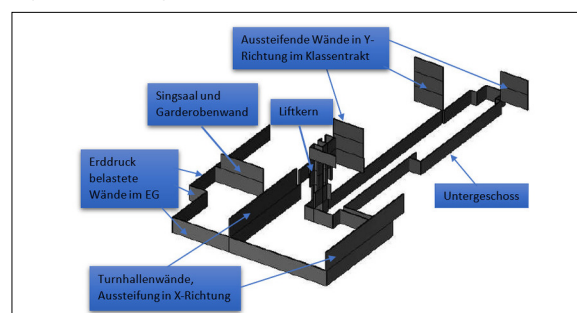 Aussteifende Wände in Y-
Richtung im Klassentrakt
Singsaal und
Garderobenwand
Liftkern
Erddruck
belastete
Wände im EG
Untergeschoss
Turnhallenwände,
Aussteifung in X-Richtung